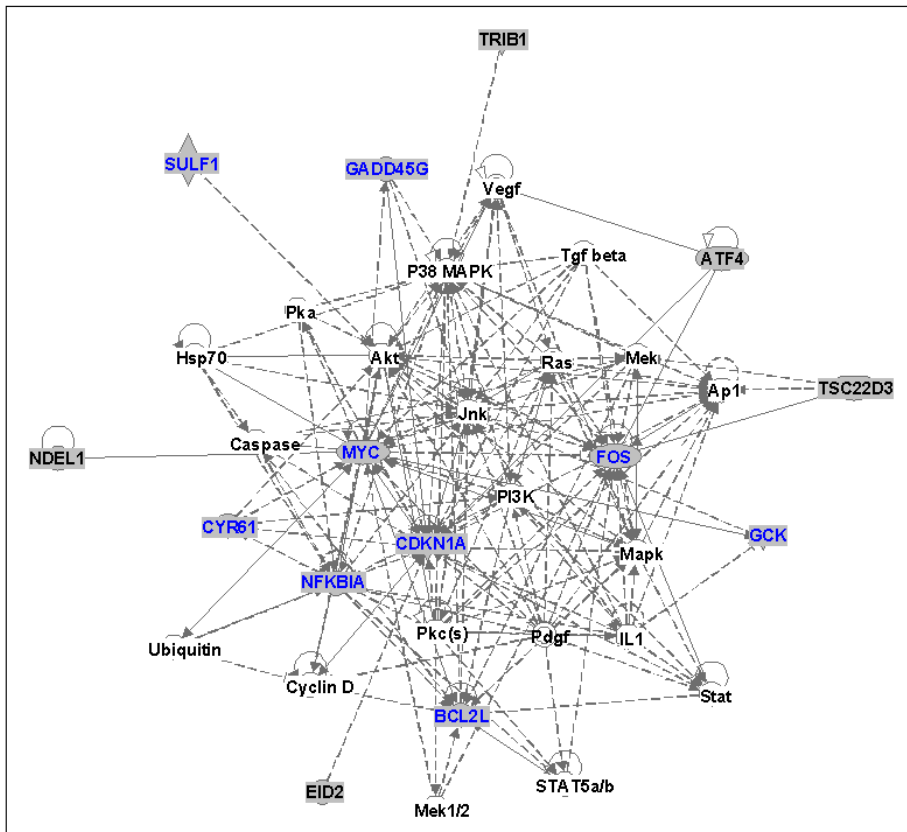 TRIB1
SULF1
GADD45G
Vegf
ATF4
Tgf beta
P38 MAPK
Pka
Hsp70
Akt
Ras
Mek
Ap1
TSC22D3
Jnk
Caspase
MYC
FOS
NDEL1
PI3K
CYR61
CDKN1A
GCK
Mapk
NFKBIA
Pkc(s)
Pdgf
IL1
Ubiquitin
Cyclin D
Stat
BCL2L
EID2
STAT5a/b
Mek1/2